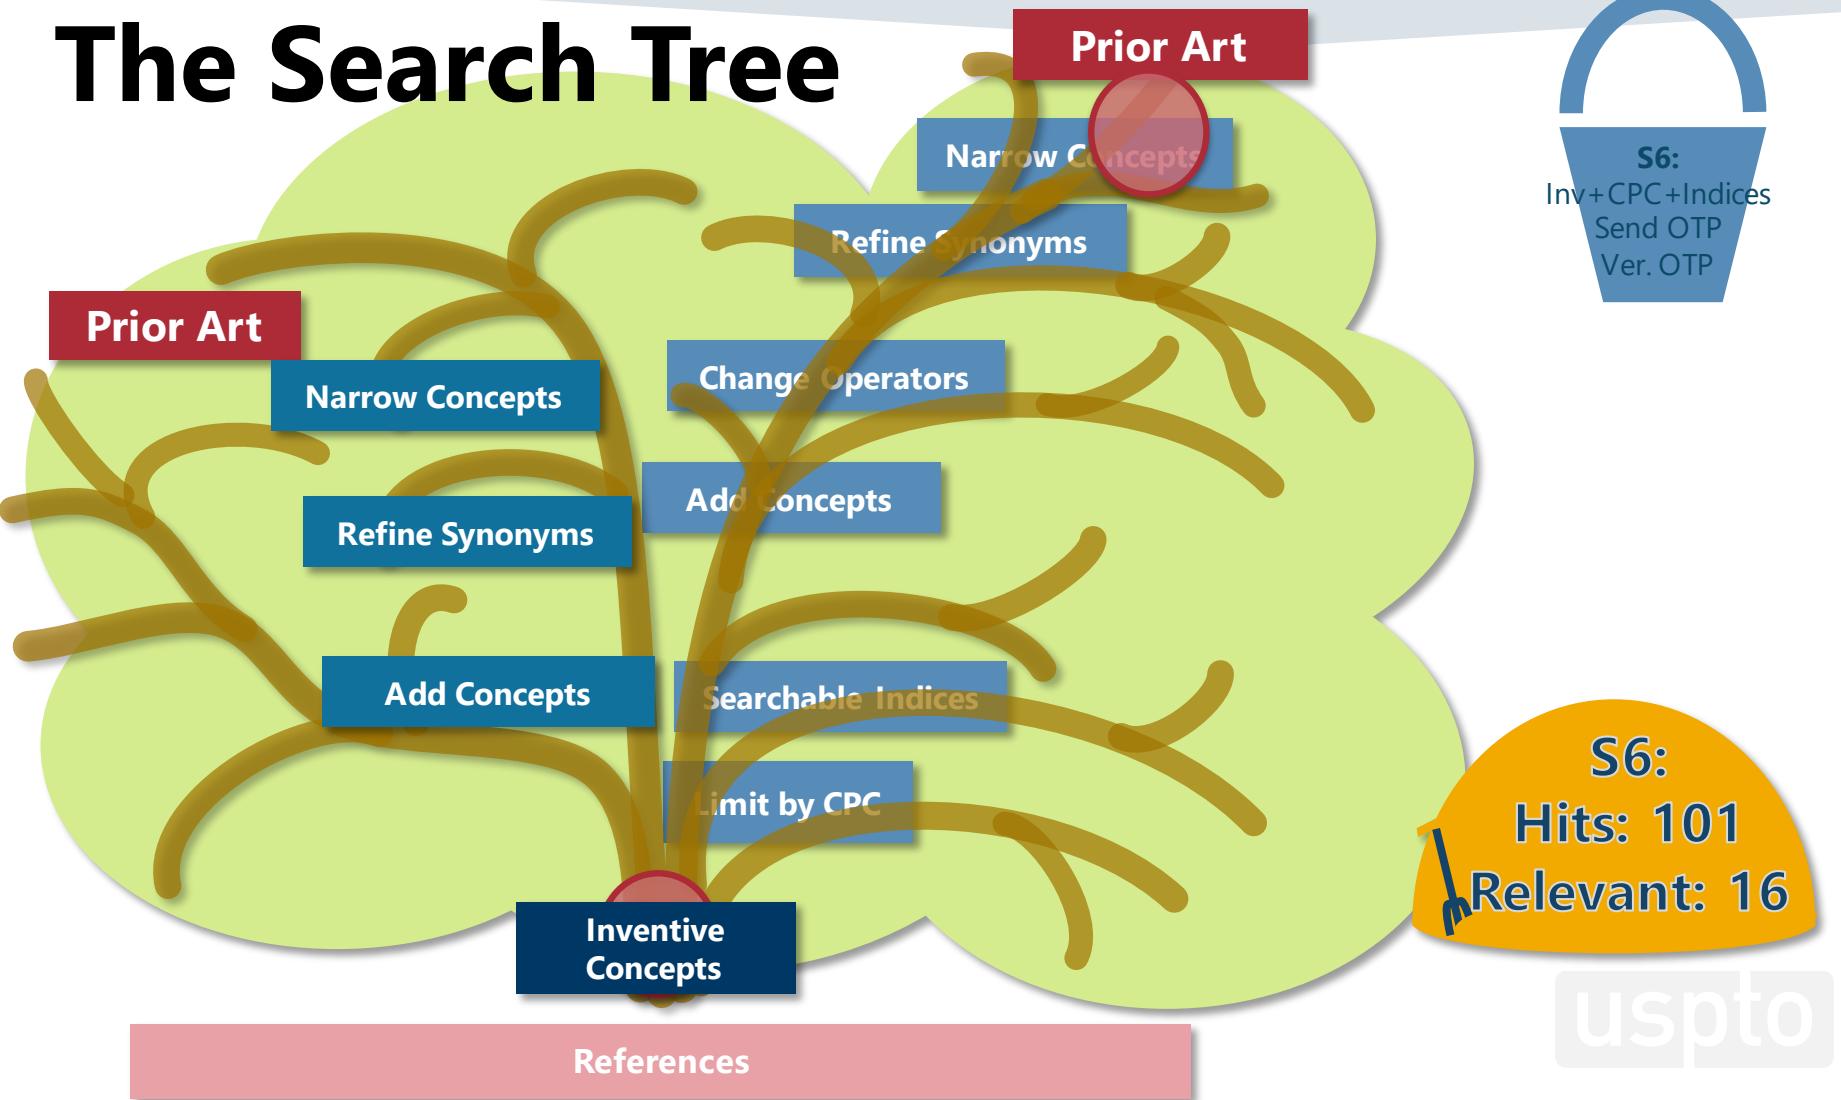 The Search Tree
Prior Art
Narrow Concepts
Refine Synonyms
Change Operators
Add Concepts
Searchable Indices
Limit by CPC
Prior Art
Narrow Concepts
Refine Synonyms
Add Concepts
Inventive
Concepts
References
S6:
Inv+CPC+Indices
Send OTP
Ver. OTP
S6:
Hits: 101
Relevant: 16
uspto